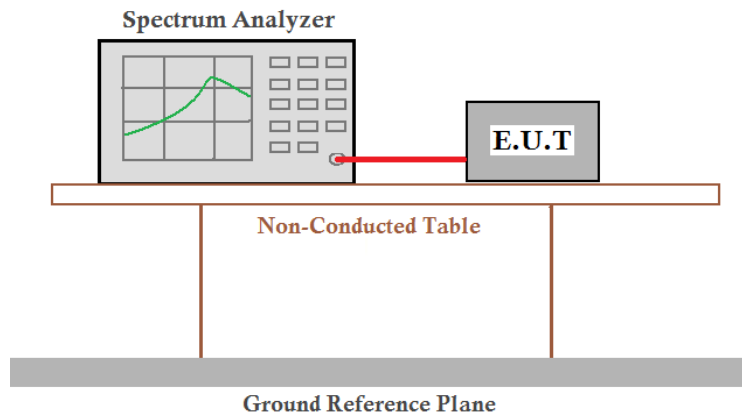 Spectrum Analyzer
E.U.T
Non-Conducted Table
Ground Reference Plane